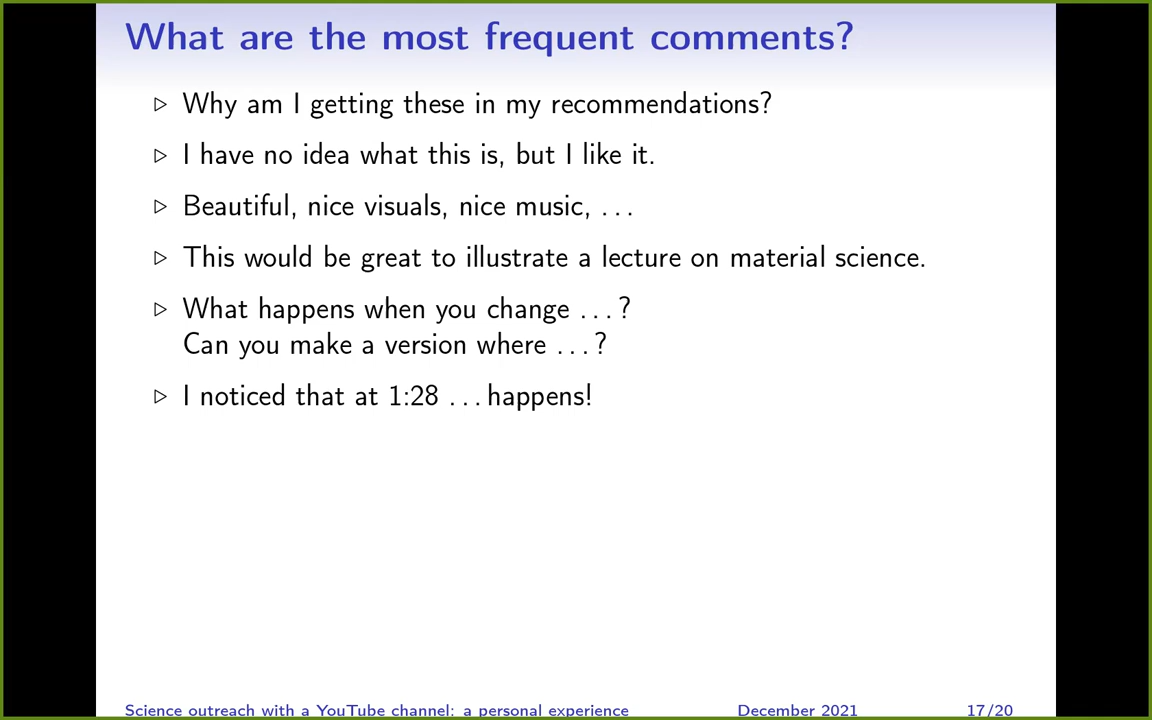 What are the most frequent comments?
▷ Why am I getting these in my recommendations?
▷ I have no idea what this is, but I like it.
▷ Beautiful, nice visuals, nice music, ...
▷ This would be great to illustrate a lecture on material science.
▷ What happens when you change ...?
Can you make a version where ...?
▷ I noticed that at 1:28 ... happens!
Science outreach with a YouTube channel: a personal experience December 2021 17/20